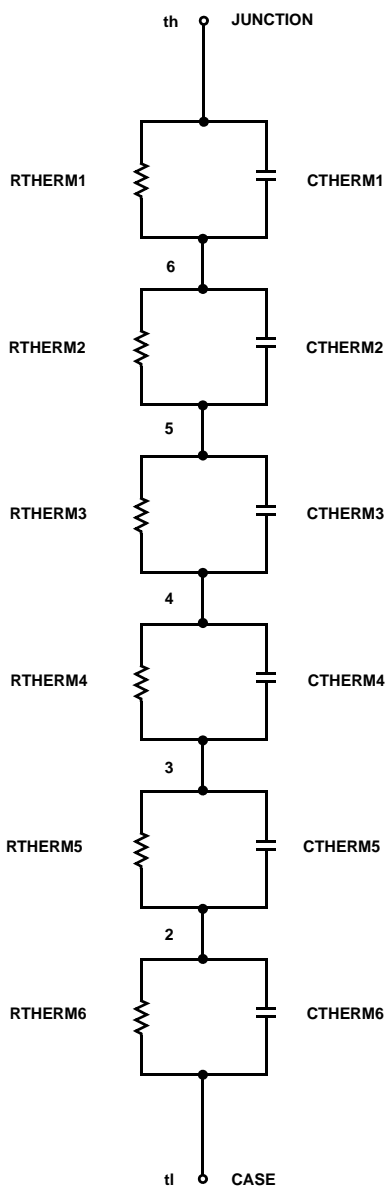 th JUNCTION
RTHERM1 CTHERM1
6
RTHERM2 CTHERM2
5
RTHERM3 CTHERM3
4
RTHERM4 CTHERM4
3
RTHERM5 CTHERM5
2
RTHERM6 CTHERM6
tl CASE